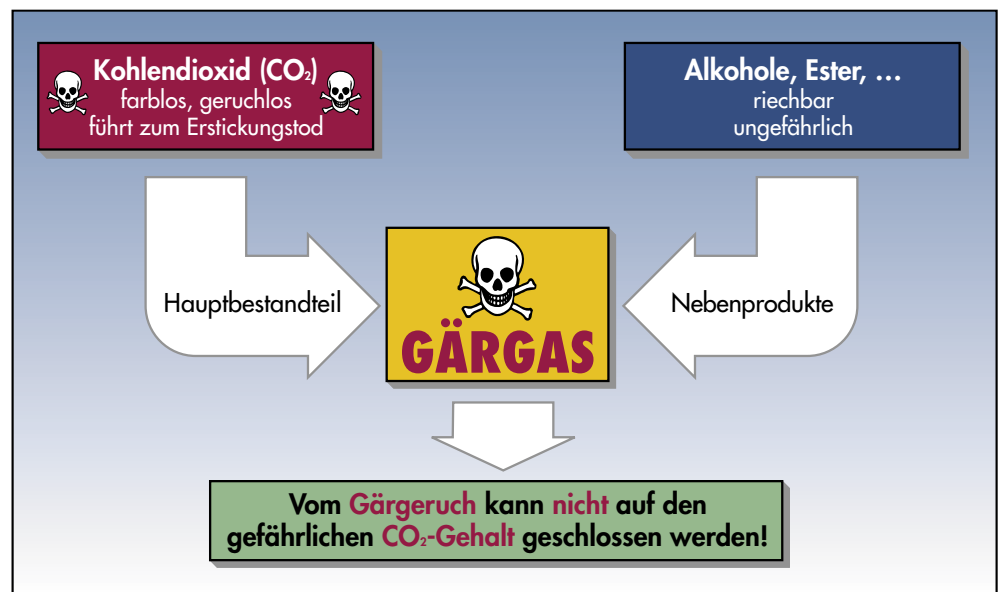 Kohlendioxid (CO₂)
farblos, geruchlos
führt zum Erstickungstod
Alkohole, Ester, ...
riechbar
ungefährlich
Hauptbestandteil
GÄRGAS
Nebenprodukte
Vom Gärgeruch kann nicht auf den
gefährlichen CO₂-Gehalt geschlossen werden!